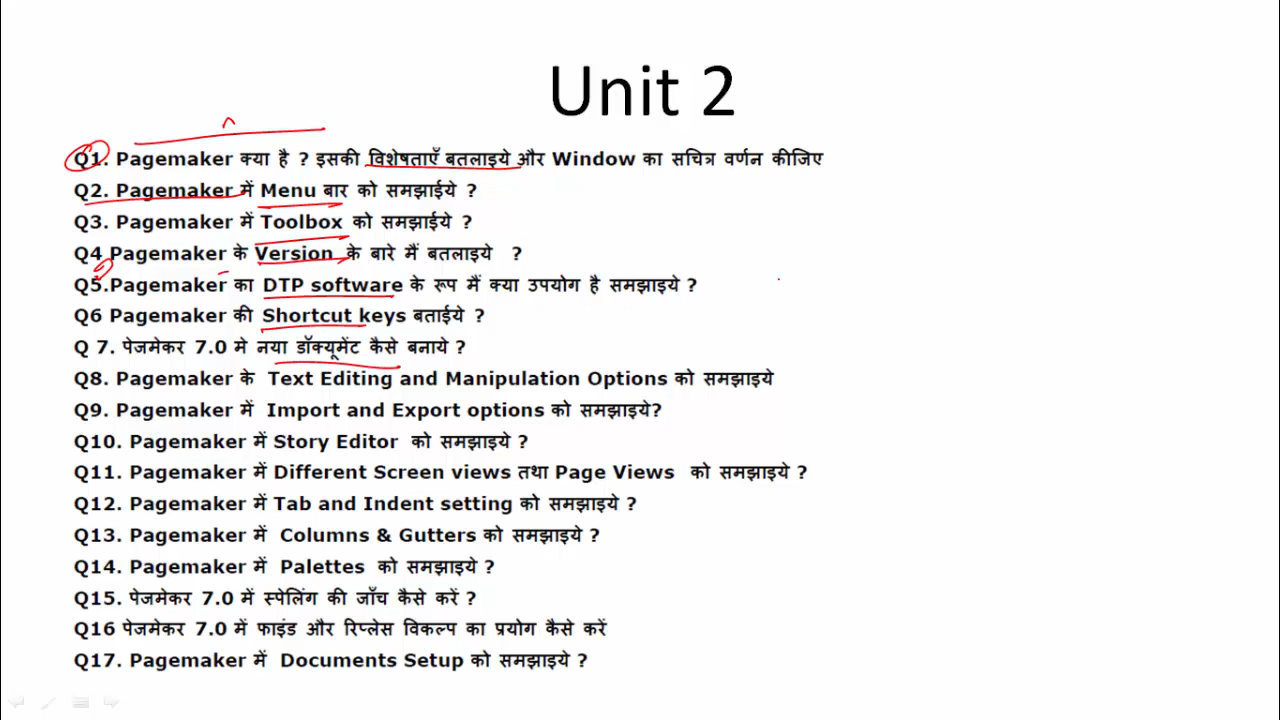 Unit 2
Q1. Pagemaker क्या है ? इसकी विशेषताएँ बतलाइये और Window का सचित्र वर्णन कीजिए
Q2. Pagemaker में Menu बार को समझाईये ?
Q3. Pagemaker में Toolbox को समझाईये ?
Q4 Pagemaker के Version के बारे मैं बतलाइये ?
Q5.Pagemaker का DTP software के रूप मैं क्या उपयोग है समझाइये ?
Q6 Pagemaker की Shortcut keys बताईये ?
Q 7. पेजमेकर 7.0 मे नया डॉक्यूमेंट कैसे बनाये ?
Q8. Pagemaker के Text Editing and Manipulation Options को समझाइये
Q9. Pagemaker में Import and Export options को समझाइये?
Q10. Pagemaker में Story Editor को समझाइये ?
Q11. Pagemaker में Different Screen views तथा Page Views को समझाइये ?
Q12. Pagemaker में Tab and Indent setting को समझाइये ?
Q13. Pagemaker में Columns & Gutters को समझाइये ?
Q14. Pagemaker में Palettes को समझाइये ?
Q15. पेजमेकर 7.0 में स्पेलिंग की जाँच कैसे करें ?
Q16 पेजमेकर 7.0 में फाइंड और रिप्लेस विकल्प का प्रयोग कैसे करें
Q17. Pagemaker में Documents Setup को समझाइये ?